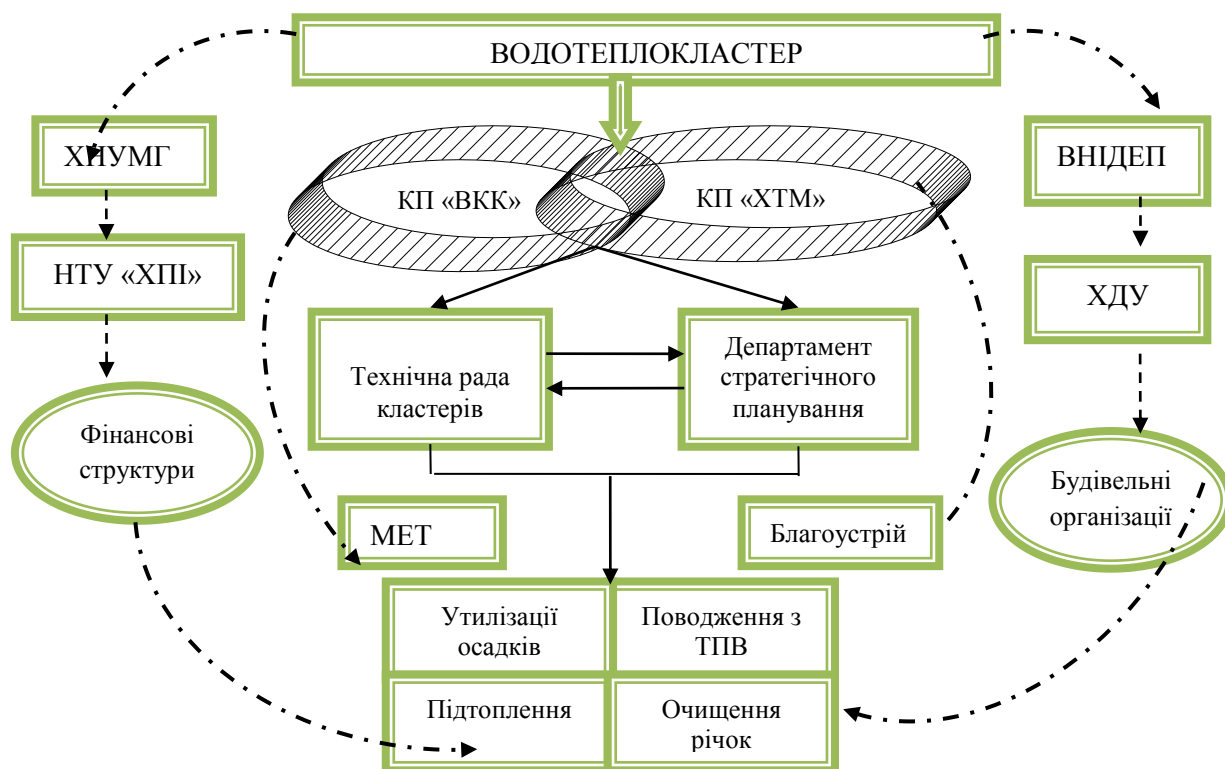 ВОДОТЕПЛОКЛАСТЕР
ХНУМГ
ВНІДЕП
КП «ВКК»
КП «ХТМ»
НТУ «ХПІ»
ХДУ
Технічна рада
кластерів
Департамент
стратегічного
планування
Фінансові
структури
Будівельні
організації
МЕТ
Благоустрій
Утилізації
осадків
Поводження з
ТПВ
Підтоплення
Очищення
річок